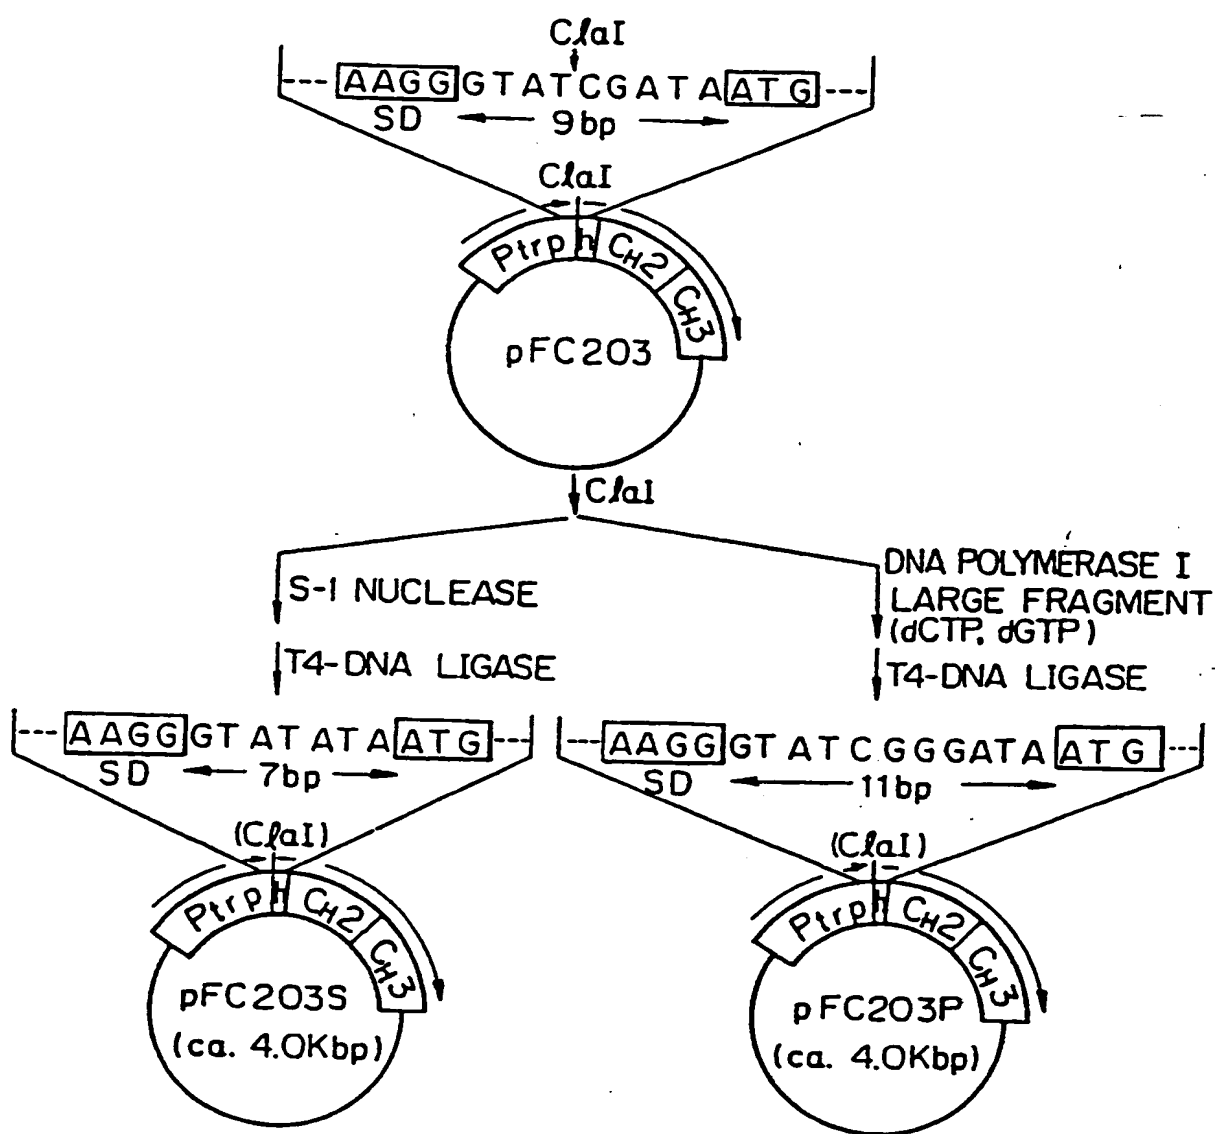 ClaI
--- AAGG GTATCGATA ATG ---
SD 9bp
ClaI
Ptrp h CH2 CH3
pFC203
ClaI
S-1 NUCLEASE
T4-DNA LIGASE
DNA POLYMERASE I
LARGE FRAGMENT
(dCTP, dGTP)
T4-DNA LIGASE
--- AAGG GTATATA ATG ---
SD 7bp
(ClaI)
Ptrp h CH2 CH3
pFC203S
(ca. 4.0Kbp)
--- AAGG GTATCGGGATA ATG ---
SD 11bp
(ClaI)
Ptrp h CH2 CH3
pFC203P
(ca. 4.0Kbp)